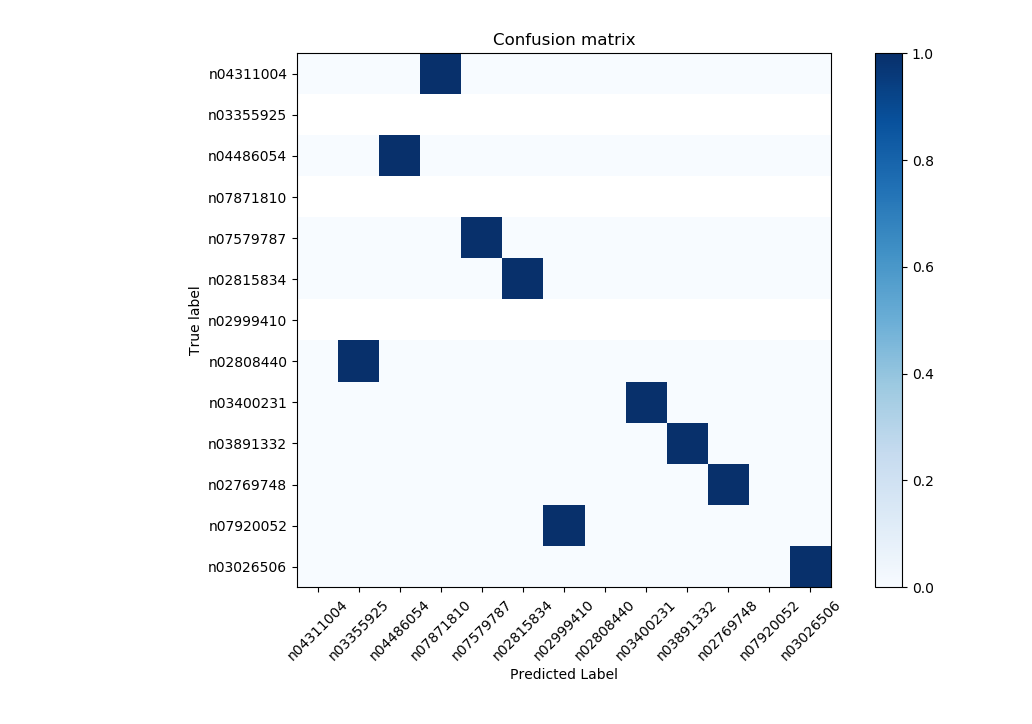 Confusion matrix
True label
n04311004
n03355925
n04486054
n07871810
n07579787
n02815834
n02999410
n02808440
n03400231
n03891332
n02769748
n07920052
n03026506
n04311004
n03355925
n04486054
n07871810
n07579787
n02815834
n02999410
n02808440
n03400231
n03891332
n02769748
n07920052
n03026506
Predicted Label
1.0
0.8
0.6
0.4
0.2
0.0